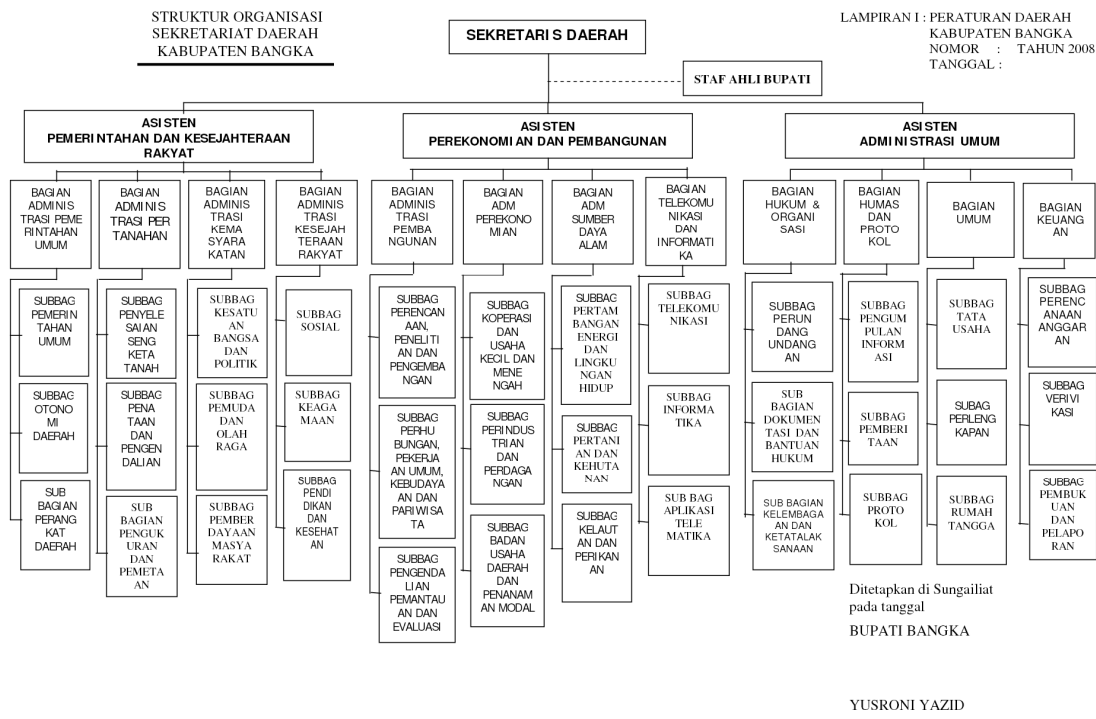 STRUKTUR ORGANISASI
SEKRETARIAT DAERAH
KABUPATEN BANGKA
SEKRETARIS DAERAH
LAMPIRAN I : PERATURAN DAERAH
KABUPATEN BANGKA
NOMOR : TAHUN 2008
TANGGAL :
STAF AHLI BUPATI
ASISTEN
PEMERINTAHAN DAN KESEJAHTERAAN
RAKYAT
ASISTEN
PEREKONOMIAN DAN PEMBANGUNAN
ASISTEN
ADMINISTRASI UMUM
BAGIAN
ADMINIS
TRASI PEME
RINTAHAN
UMUM
BAGIAN
ADMINIS
TRASI PER
TANAHAN
BAGIAN
ADMINIS
TRASI
KEMA
SYARA
KATAN
BAGIAN
ADMINIS
TRASI
KESEJAH
TERAAN
RAKYAT
BAGIAN
ADMINIS
TRASI
PEMBA
NGUNAN
BAGIAN
ADM
PEREKONO
MIAN
BAGIAN
ADM
SUMBER
DAYA
ALAM
BAGIAN
TELEKOMU
NIKASI
DAN
INFORMATI
KA
BAGIAN
HUKUM &
ORGANI
SASI
BAGIAN
HUMAS
DAN
PROTO
KOL
BAGIAN
UMUM
BAGIAN
KEUANG
AN
SUBBAG
PEMERIN
TAHAN
UMUM
SUBBAG
OTONO
MI
DAERAH
SUB
BAGIAN
PERANG
KAT
DAERAH
SUBBAG
PENYELE
SAIAN
SENG
KETA
TANAH
SUBBAG
PENA
TAAN
DAN
PENGEN
DALIAN
SUB
BAGIAN
PENGUK
URAN
DAN
PEMETA
AN
SUBBAG
KESATU
AN
BANGSA
DAN
POLITIK
SUBBAG
PEMUDA
DAN
OLAH
RAGA
SUBBAG
PEMBER
DAYAAN
MASYA
RAKAT
SUBBAG
SOSIAL
SUBBAG
KEAGA
MAAN
SUBBAG
PENDI
DIKAN
DAN
KESEHAT
AN
SUBBAG
PERENCAN
AAN,
PENELITI
AN DAN
PENGEMBA
NGAN
SUBBAG
PERHU
BUNGAN,
PEKERJA
AN UMUM,
KEBUDAYA
AN DAN
PARIWISA
TA
SUBBAG
PENGENDA
LIAN
PEMANTAU
AN DAN
EVALUASI
SUBBAG
KOPERASI
DAN
USAHA
KECIL DAN
MENE
NGAH
SUBBAG
PERINDUS
TRIAN
DAN
PERDAGA
NGAN
SUBBAG
BADAN
USAHA
DAERAH
DAN
PENANAM
AN MODAL
SUBBAG
PERTAM
BANGAN
ENERGI
DAN
LINGKU
NGAN
HIDUP
SUBBAG
PERTANI
AN DAN
KEHUTA
NAN
SUBBAG
KELAUT
AN DAN
PERIKAN
AN
SUBBAG
TELEKOMU
NIKASI
SUBBAG
INFORMA
TIKA
SUB BAG
APLIKASI
TELE
MATIKA
SUBBAG
PERUN
DANG
UNDANG
AN
SUB
BAGIAN
DOKUMEN
TASI DAN
BANTUAN
HUKUM
SUB BAGIAN
KELEMBAGA
AN DAN
KETATALAK
SANAAN
SUBBAG
PENGUM
PULAN
INFORM
ASI
SUBBAG
PEMBERI
TAAN
SUBBAG
PROTO
KOL
SUBBAG
TATA
USAHA
SUBAG
PERLENG
KAPAN
SUBBAG
RUMAH
TANGGA
SUBBAG
PERENC
ANAAN
ANGGAR
AN
SUBBAG
VERIVI
KASI
SUBBAG
PEMBUK
UAN
DAN
PELAPO
RAN
Ditetapkan di Sungailiat
pada tanggal
BUPATI BANGKA
YUSRONI YAZID